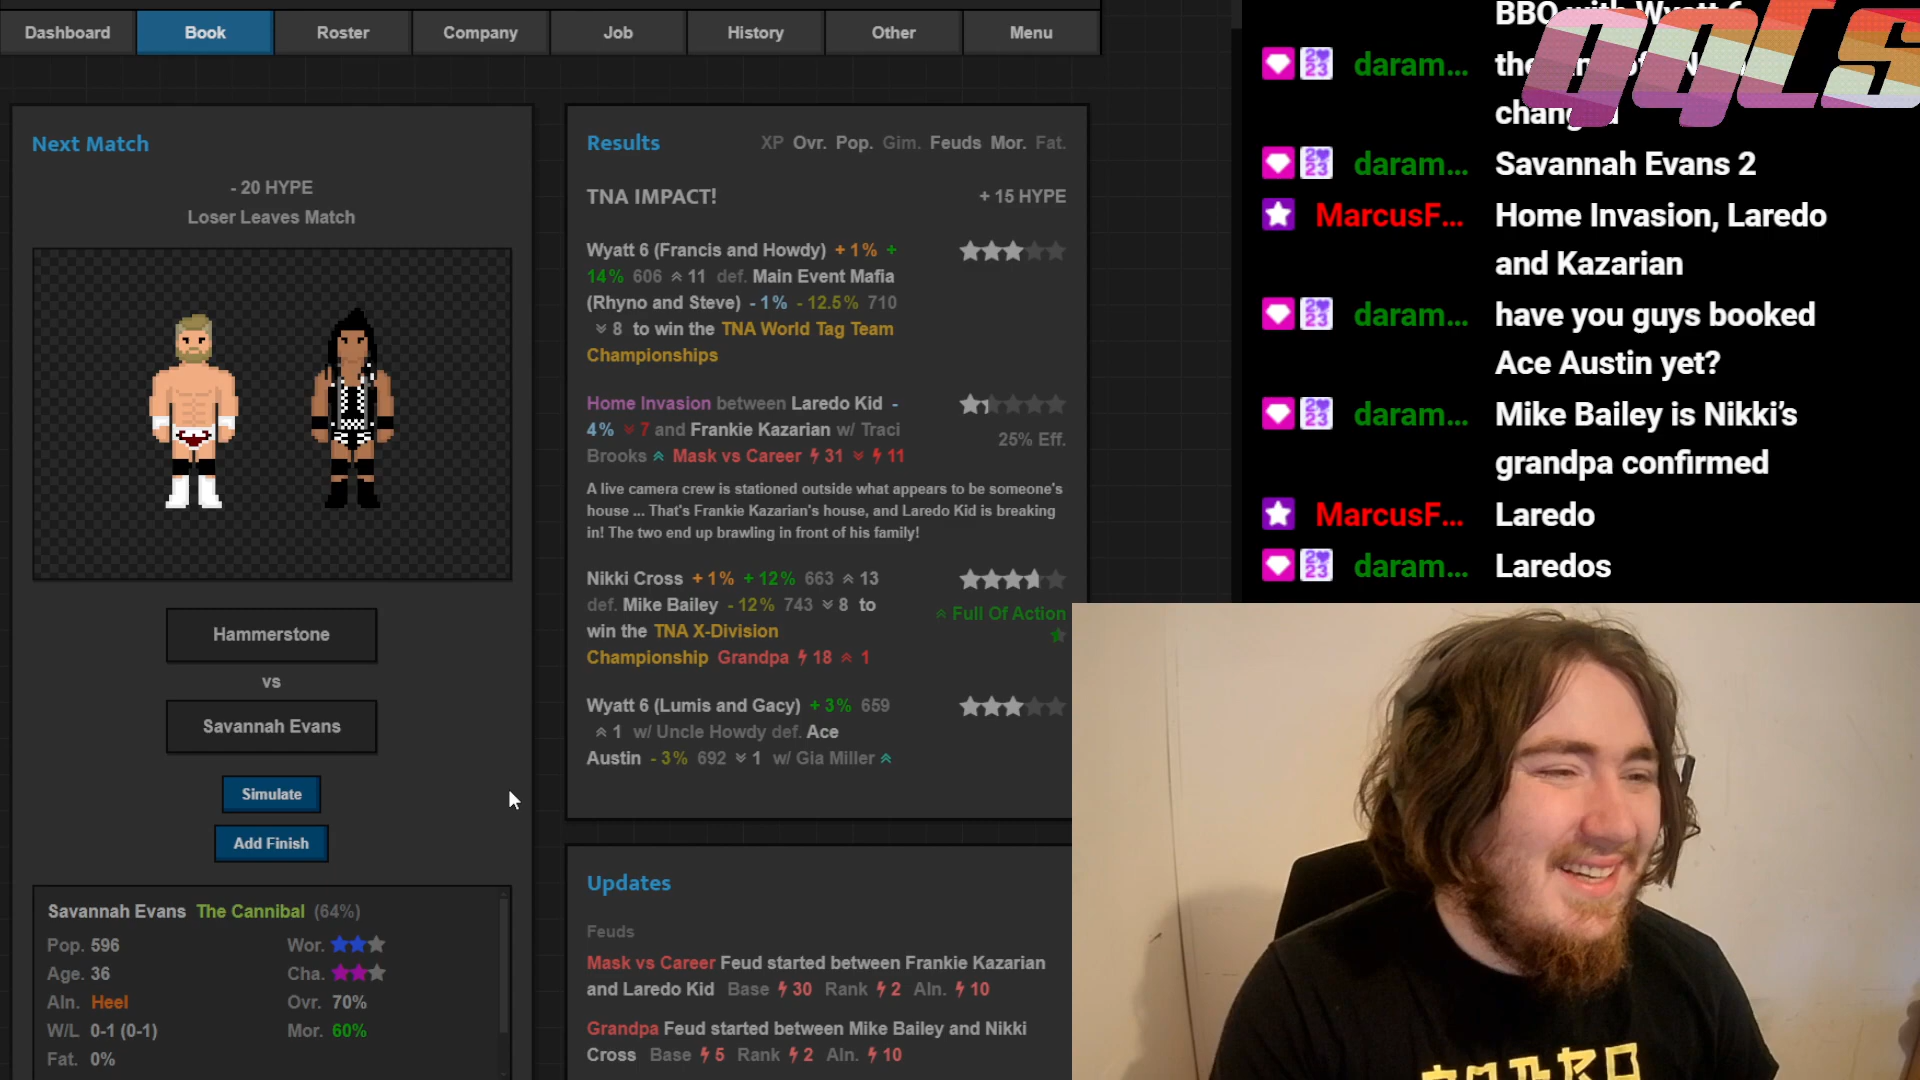 Dashboard Book Roster Company Job History Other Menu
Next Match
- 20 HYPE
Loser Leaves Match
Hammerstone
vs
Savannah Evans
Simulate
Add Finish
Savannah Evans The Cannibal (64%)
Pop. 596 Wor.
Age. 36 Cha.
Aln. Heel Ovr. 70%
W/L 0-1 (0-1) Mor. 60%
Fat. 0%
Results XP Ovr. Pop. Gim. Feuds Mor. Fat.
TNA IMPACT! + 15 HYPE
Wyatt 6 (Francis and Howdy) + 1% +
14% 606 11 def. Main Event Mafia
(Rhyno and Steve) - 1% - 12.5% 710
8 to win the TNA World Tag Team
Championships
Home Invasion between Laredo Kid -
4% 7 and Frankie Kazarian w/ Traci
Brooks Mask vs Career 31 11
25% Eff.
A live camera crew is stationed outside what appears to be someone's
house ... That's Frankie Kazarian's house, and Laredo Kid is breaking
in! The two end up brawling in front of his family!
Nikki Cross + 1% + 12% 663 13
def. Mike Bailey - 12% 743 8 to
win the TNA X-Division
Championship Grandpa 18 1
Full Of Action
Wyatt 6 (Lumis and Gacy) + 3% 659
1 w/ Uncle Howdy def. Ace
Austin - 3% 692 1 w/ Gia Miller
Updates
Feuds
Mask vs Career Feud started between Frankie Kazarian
and Laredo Kid Base 30 Rank 2 Aln. 10
Grandpa Feud started between Mike Bailey and Nikki
Cross Base 5 Rank 2 Aln. 10
BBQ with Wyatt 6
daram...
qqLS
daram... Savannah Evans 2
MarcusF... Home Invasion, Laredo
and Kazarian
daram... have you guys booked
Ace Austin yet?
daram... Mike Bailey is Nikki's
grandpa confirmed
MarcusF... Laredo
daram... Laredos